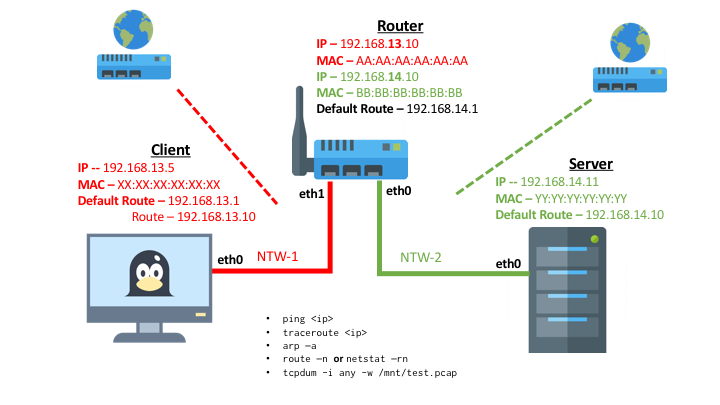 Router
IP – 192.168.13.10
MAC – AA:AA:AA:AA:AA:AA
IP – 192.168.14.10
MAC – BB:BB:BB:BB:BB:BB
Default Route – 192.168.14.1
Client
IP -- 192.168.13.5
MAC – XX:XX:XX:XX:XX:XX
Default Route – 192.168.13.1
Route – 192.168.13.10
Server
IP -- 192.168.14.11
MAC – YY:YY:YY:YY:YY:YY
Default Route – 192.168.14.10
eth1
eth0
eth0
NTW-1
NTW-2
eth0
• ping <ip>
• traceroute <ip>
• arp –a
• route –n or netstat –rn
• tcpdum -i any -w /mnt/test.pcap